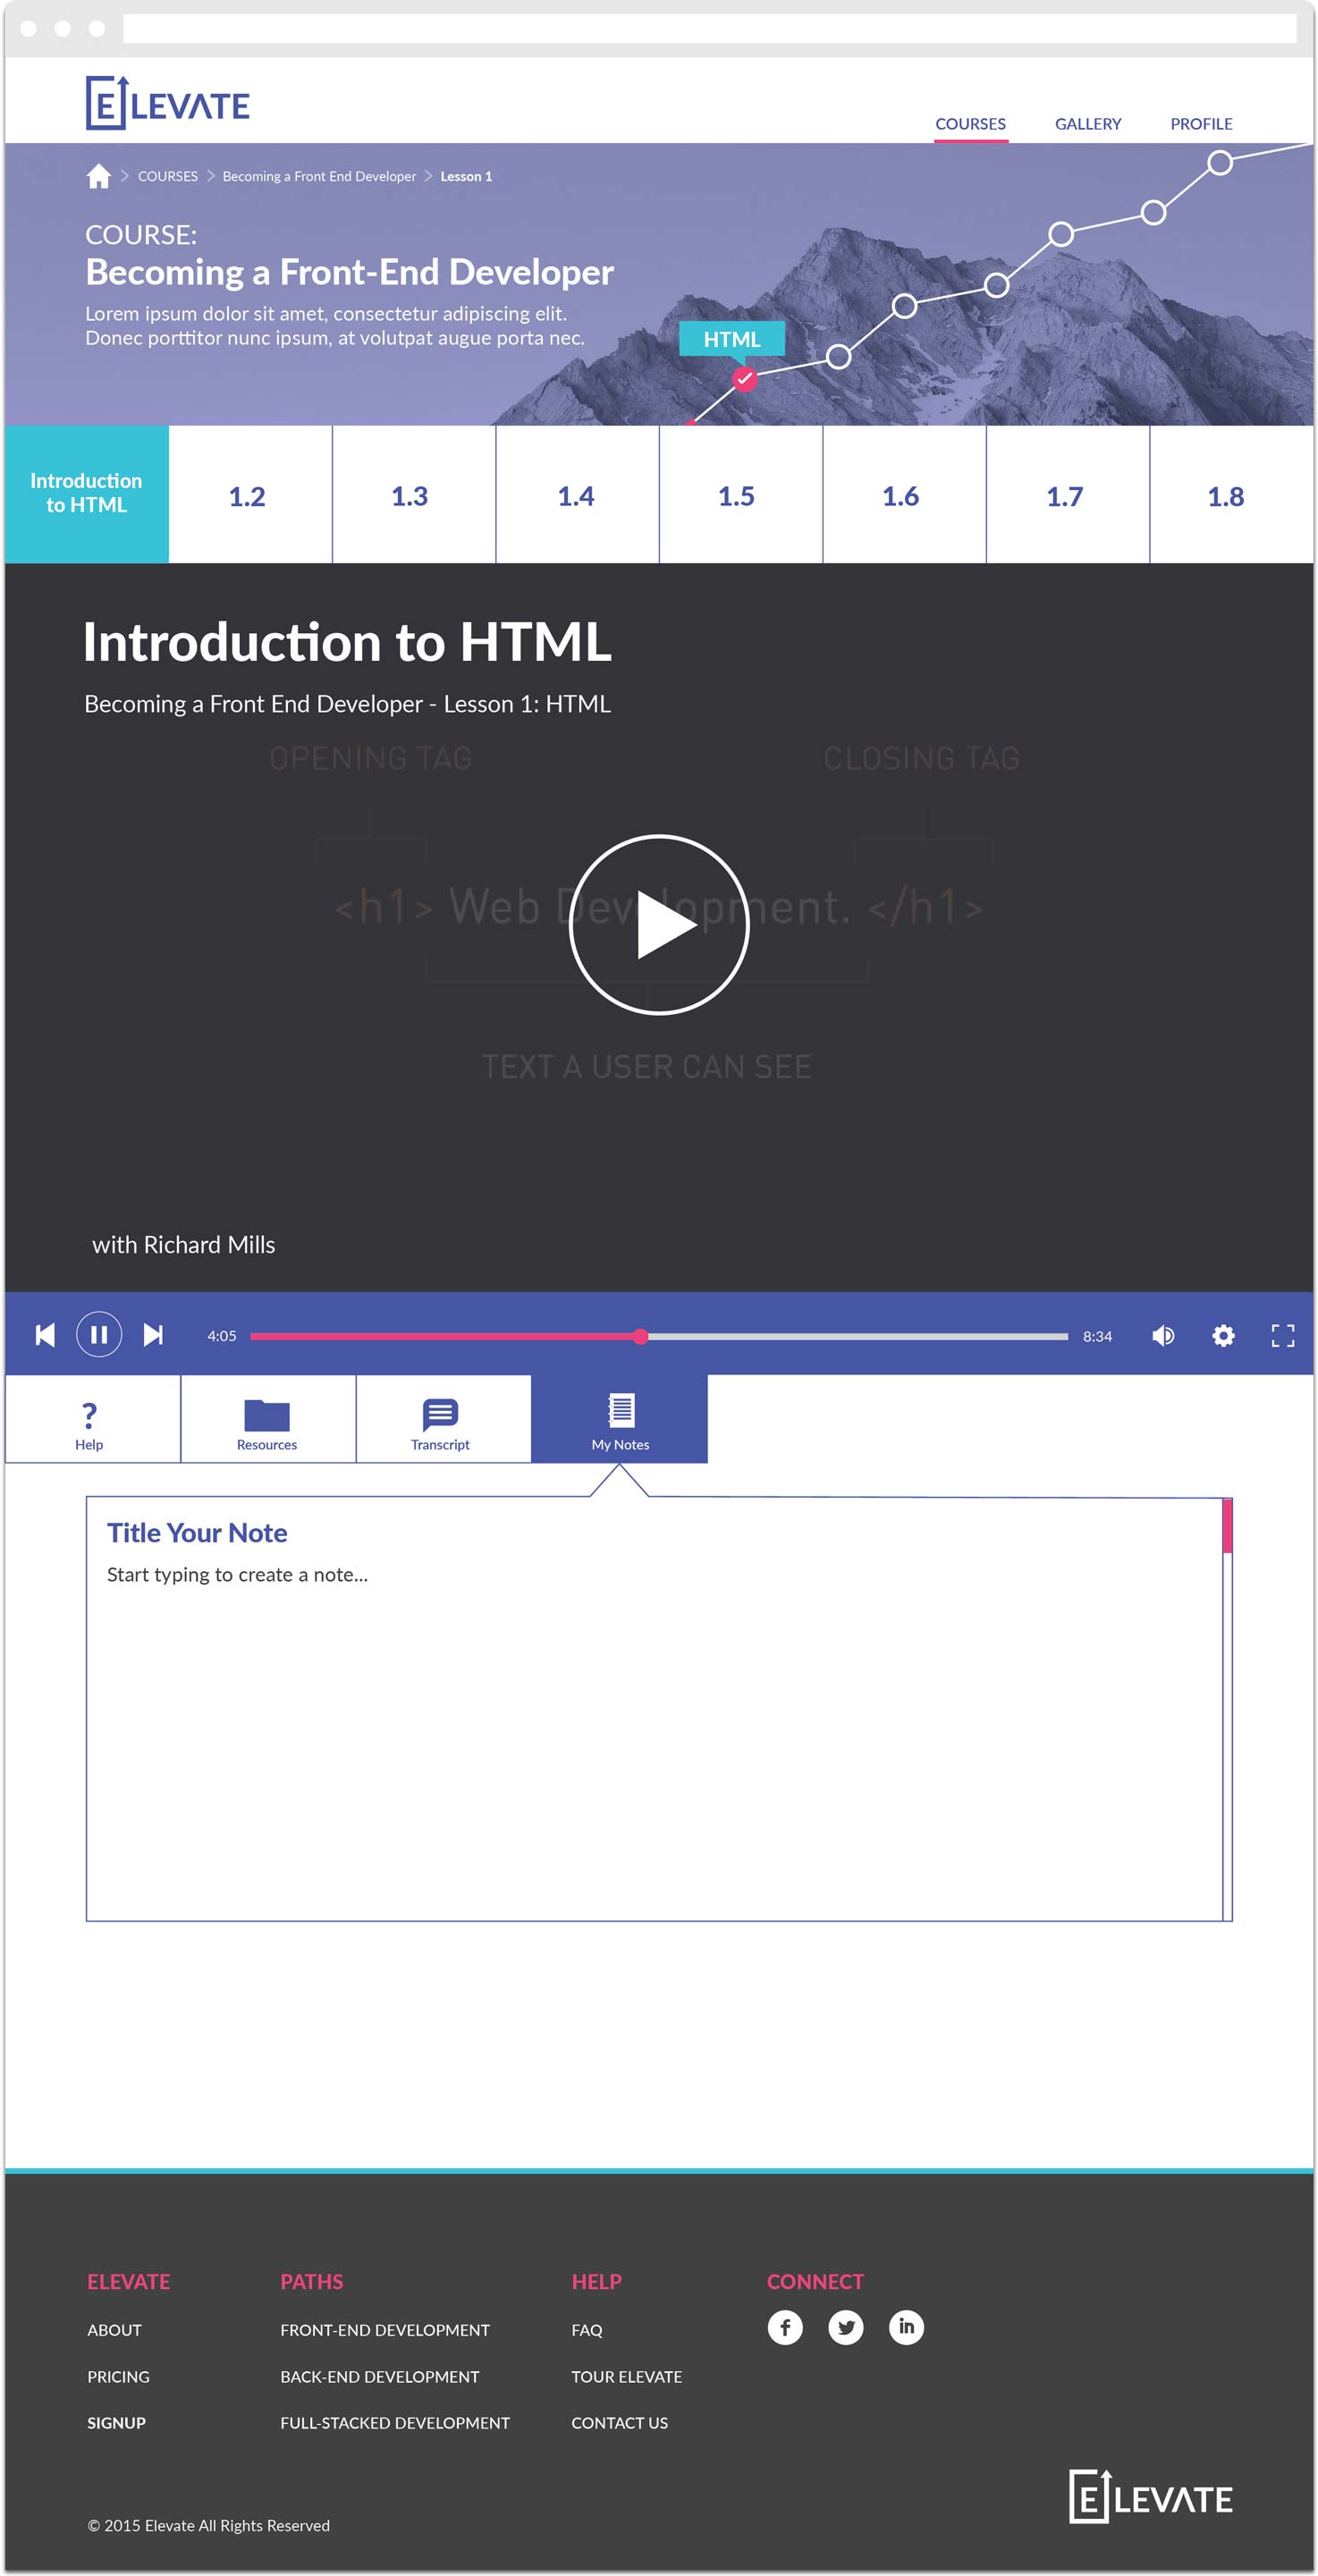 ELEVATE
COURSES GALLERY PROFILE
COURSES > Becoming a Front End Developer > Lesson 1
COURSE:
Becoming a Front-End Developer
Lorem ipsum dolor sit amet, consectetur adipiscing elit.
Donec porttitor nunc ipsum, at volutpat augue porta nec.
HTML
Introduction
to HTML
1.2 1.3 1.4 1.5 1.6 1.7 1.8
Introduction to HTML
Becoming a Front End Developer - Lesson 1: HTML
OPENING TAG CLOSING TAG
<h1> Web Development. </h1>
TEXT A USER CAN SEE
with Richard Mills
4:05 8:34
? 
Help Resources Transcript My Notes
Title Your Note
Start typing to create a note...
ELEVATE PATHS HELP CONNECT
ABOUT FRONT-END DEVELOPMENT FAQ f in
PRICING BACK-END DEVELOPMENT TOUR ELEVATE
SIGNUP FULL-STACKED DEVELOPMENT CONTACT US
ELEVATE
© 2015 Elevate All Rights Reserved